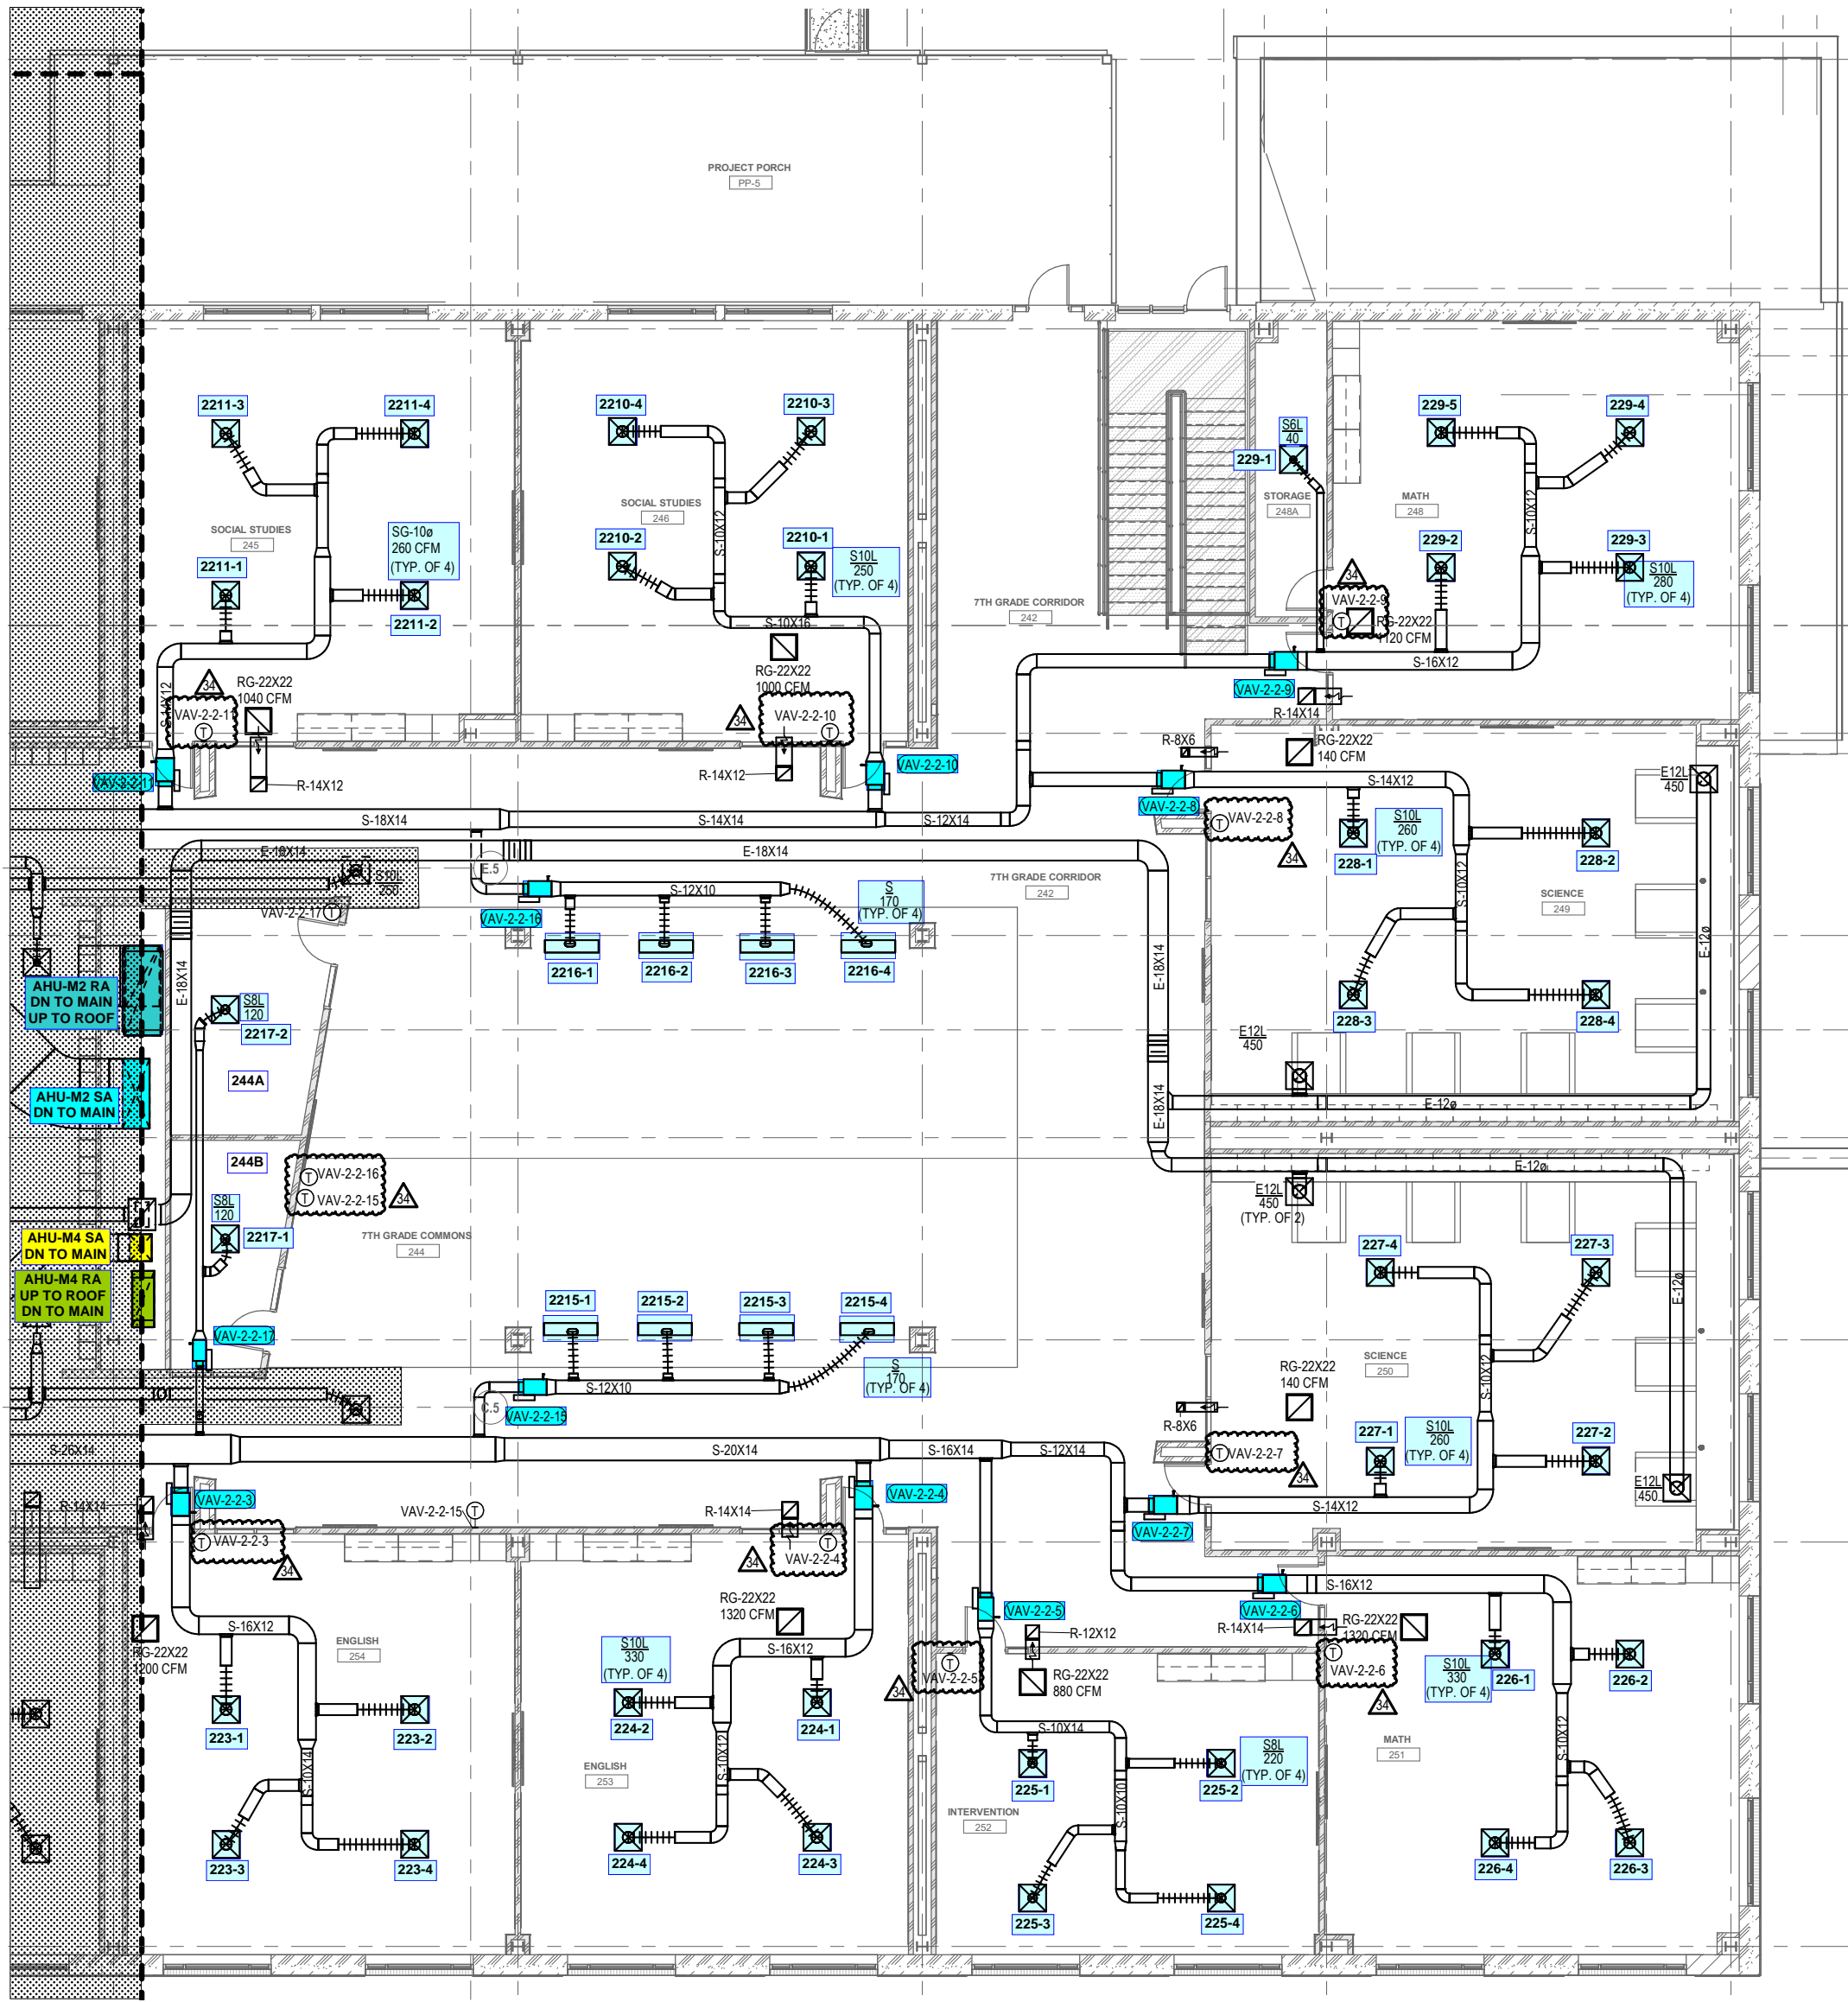 PROJECT PORCH
PP-5
2211-3
2211-4
2210-4
2210-3
S6L
40
229-1
229-5
229-4
SOCIAL STUDIES
245
SG-10ø
260 CFM
(TYP. OF 4)
2211-1
2211-2
SOCIAL STUDIES
246
S-10X12
2210-2
2210-1
S10L
250
(TYP. OF 4)
STORAGE
248A
MATH
248
S-10X12
229-2
229-3
S10L
280
(TYP. OF 4)
7TH GRADE CORRIDOR
242
34
VAV-2-2-9
T
RG-22X22
1120 CFM
S-10X16
S-16X12
RG-22X22
1040 CFM
RG-22X22
1000 CFM
VAV-2-2-9
R-14X14
34
S-14X12
VAV-2-2-11
T
34
VAV-2-2-10
T
VAV-2-2-11
R-14X12
R-14X12
VAV-2-2-10
R-8X6
RG-22X22
140 CFM
S-14X12
VAV-2-2-8
E12L
450
S-18X14
S-14X14
S-12X14
T
VAV-2-2-8
34
S10L
260
(TYP. OF 4)
228-1
228-2
E-18X14
E-18X14
S10L
250
E.5
S-12X10
S
170
(TYP. OF 4)
7TH GRADE CORRIDOR
242
S-10X12
SCIENCE
249
VAV-2-2-17
T
VAV-2-2-16
2216-1
2216-2
2216-3
2216-4
E-18X14
E-18X14
E-12ø
AHU-M2 RA
DN TO MAIN
UP TO ROOF
S8L
120
2217-2
228-3
228-4
E12L
450
244A
AHU-M2 SA
DN TO MAIN
E-18X14
E-12ø
244B
T
VAV-2-2-16
T
VAV-2-2-15
34
S8L
120
2217-1
E-12ø
E12L
450
(TYP. OF 2)
7TH GRADE COMMONS
244
AHU-M4 SA
DN TO MAIN
AHU-M4 RA
UP TO ROOF
DN TO MAIN
227-4
227-3
E-12ø
2215-1
2215-2
2215-3
2215-4
VAV-2-2-17
RG-22X22
140 CFM
SCIENCE
250
S-10X12
S
170
(TYP. OF 4)
S-12X10
C.5
VAV-2-2-15
R-8X6
227-1
S10L
260
(TYP. OF 4)
227-2
S-26X14
S-20X14
S-16X14
S-12X14
T
VAV-2-2-7
34
E12L
450
R-14X14
VAV-2-2-3
VAV-2-2-15
T
R-14X14
VAV-2-2-4
S-14X12
VAV-2-2-7
T
VAV-2-2-3
34
34
T
VAV-2-2-4
RG-22X22
1320 CFM
VAV-2-2-5
VAV-2-2-6
S-16X12
R-14X14
RG-22X22
1320 CFM
RG-22X22
1200 CFM
S-16X12
ENGLISH
254
S10L
330
(TYP. OF 4)
S-16X12
R-12X12
T
VAV-2-2-5
34
RG-22X22
880 CFM
T
VAV-2-2-6
34
S10L
330
(TYP. OF 4)
226-1
226-2
223-1
223-2
224-2
224-1
S-10X14
S-10X14
S-10X12
S-10X12
MATH
251
ENGLISH
253
225-1
225-2
S8L
220
(TYP. OF 4)
S-10X10
INTERVENTION
252
223-3
223-4
224-4
224-3
226-4
226-3
225-3
225-4